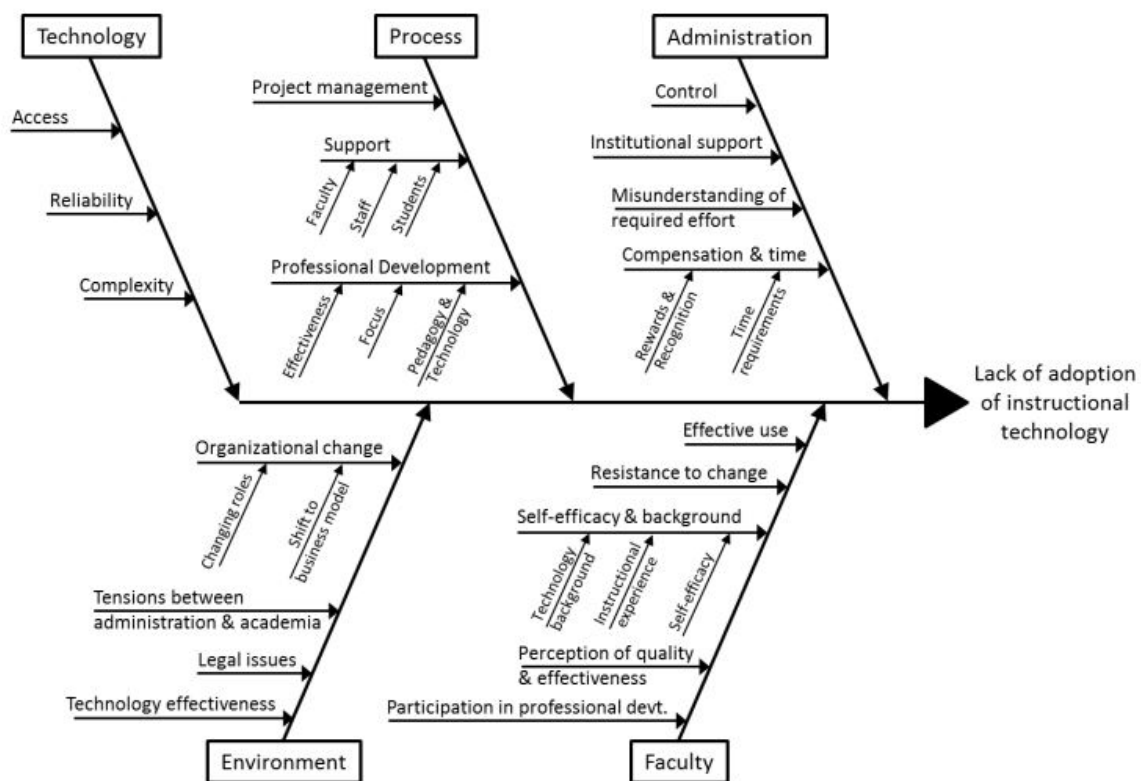 Technology
Process
Administration
Access
Reliability
Complexity
Project management
Support
Faculty
Staff
Students
Professional Development
Effectiveness
Focus
Pedagogy &
Technology
Control
Institutional support
Misunderstanding of
required effort
Compensation & time
Rewards &
Recognition
Time
requirements
Lack of adoption
of instructional
technology
Organizational change
Changing roles
Shift to
business model
Tensions between
administration & academia
Legal issues
Technology effectiveness
Effective use
Resistance to change
Self-efficacy & background
Technology
background
Instructional
experience
Self-efficacy
Perception of quality
& effectiveness
Participation in professional devt.
Environment
Faculty